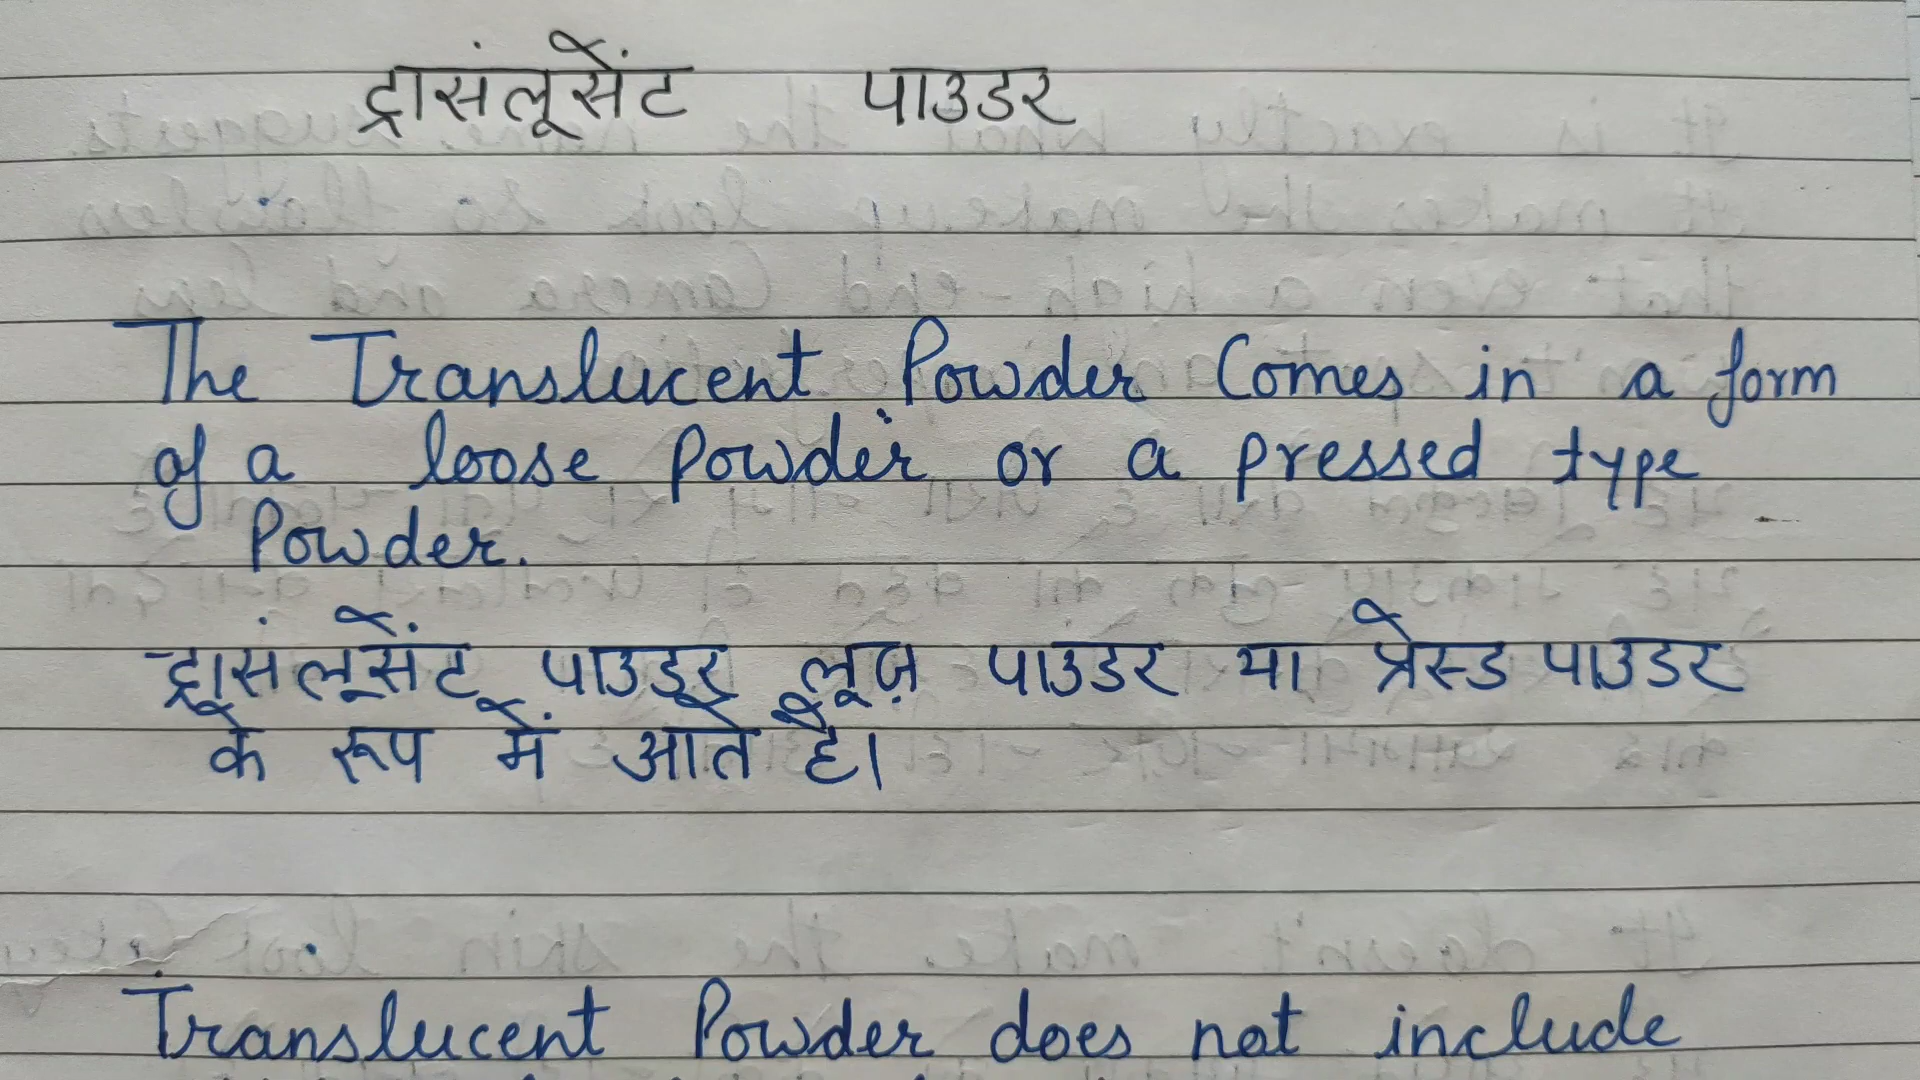 ट्रासंलूसेंट पाउडर
The Translucent Powder Comes in a form
of a loose powder or a pressed type
Powder.
ट्रासंलूसेंट पाउडर लूज़ पाउडर या प्रेस्ड पाउडर
के रूप में आते है।
Translucent Powder does not include